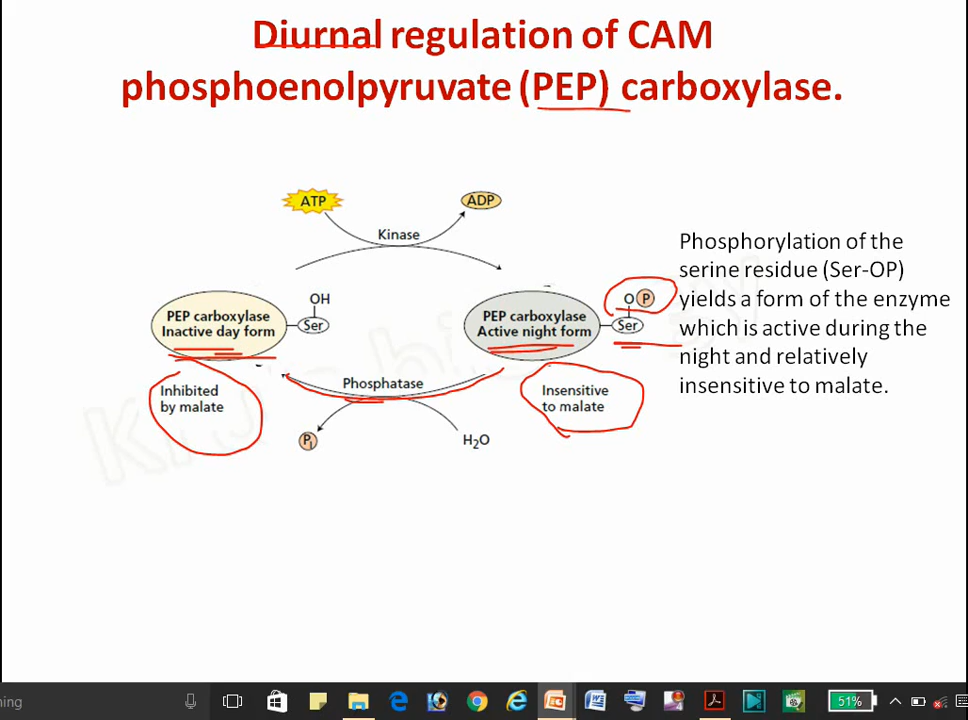 Diurnal regulation of CAM
phosphoenolpyruvate (PEP) carboxylase.
ATP
ADP
Kinase
OH
PEP carboxylase
Inactive day form
Ser
O P
PEP carboxylase
Active night form
Ser
Phosphorylation of the
serine residue (Ser-OP)
yields a form of the enzyme
which is active during the
night and relatively
insensitive to malate.
Inhibited
by malate
Phosphatase
Insensitive
to malate
Pi
H2O
ning
51%